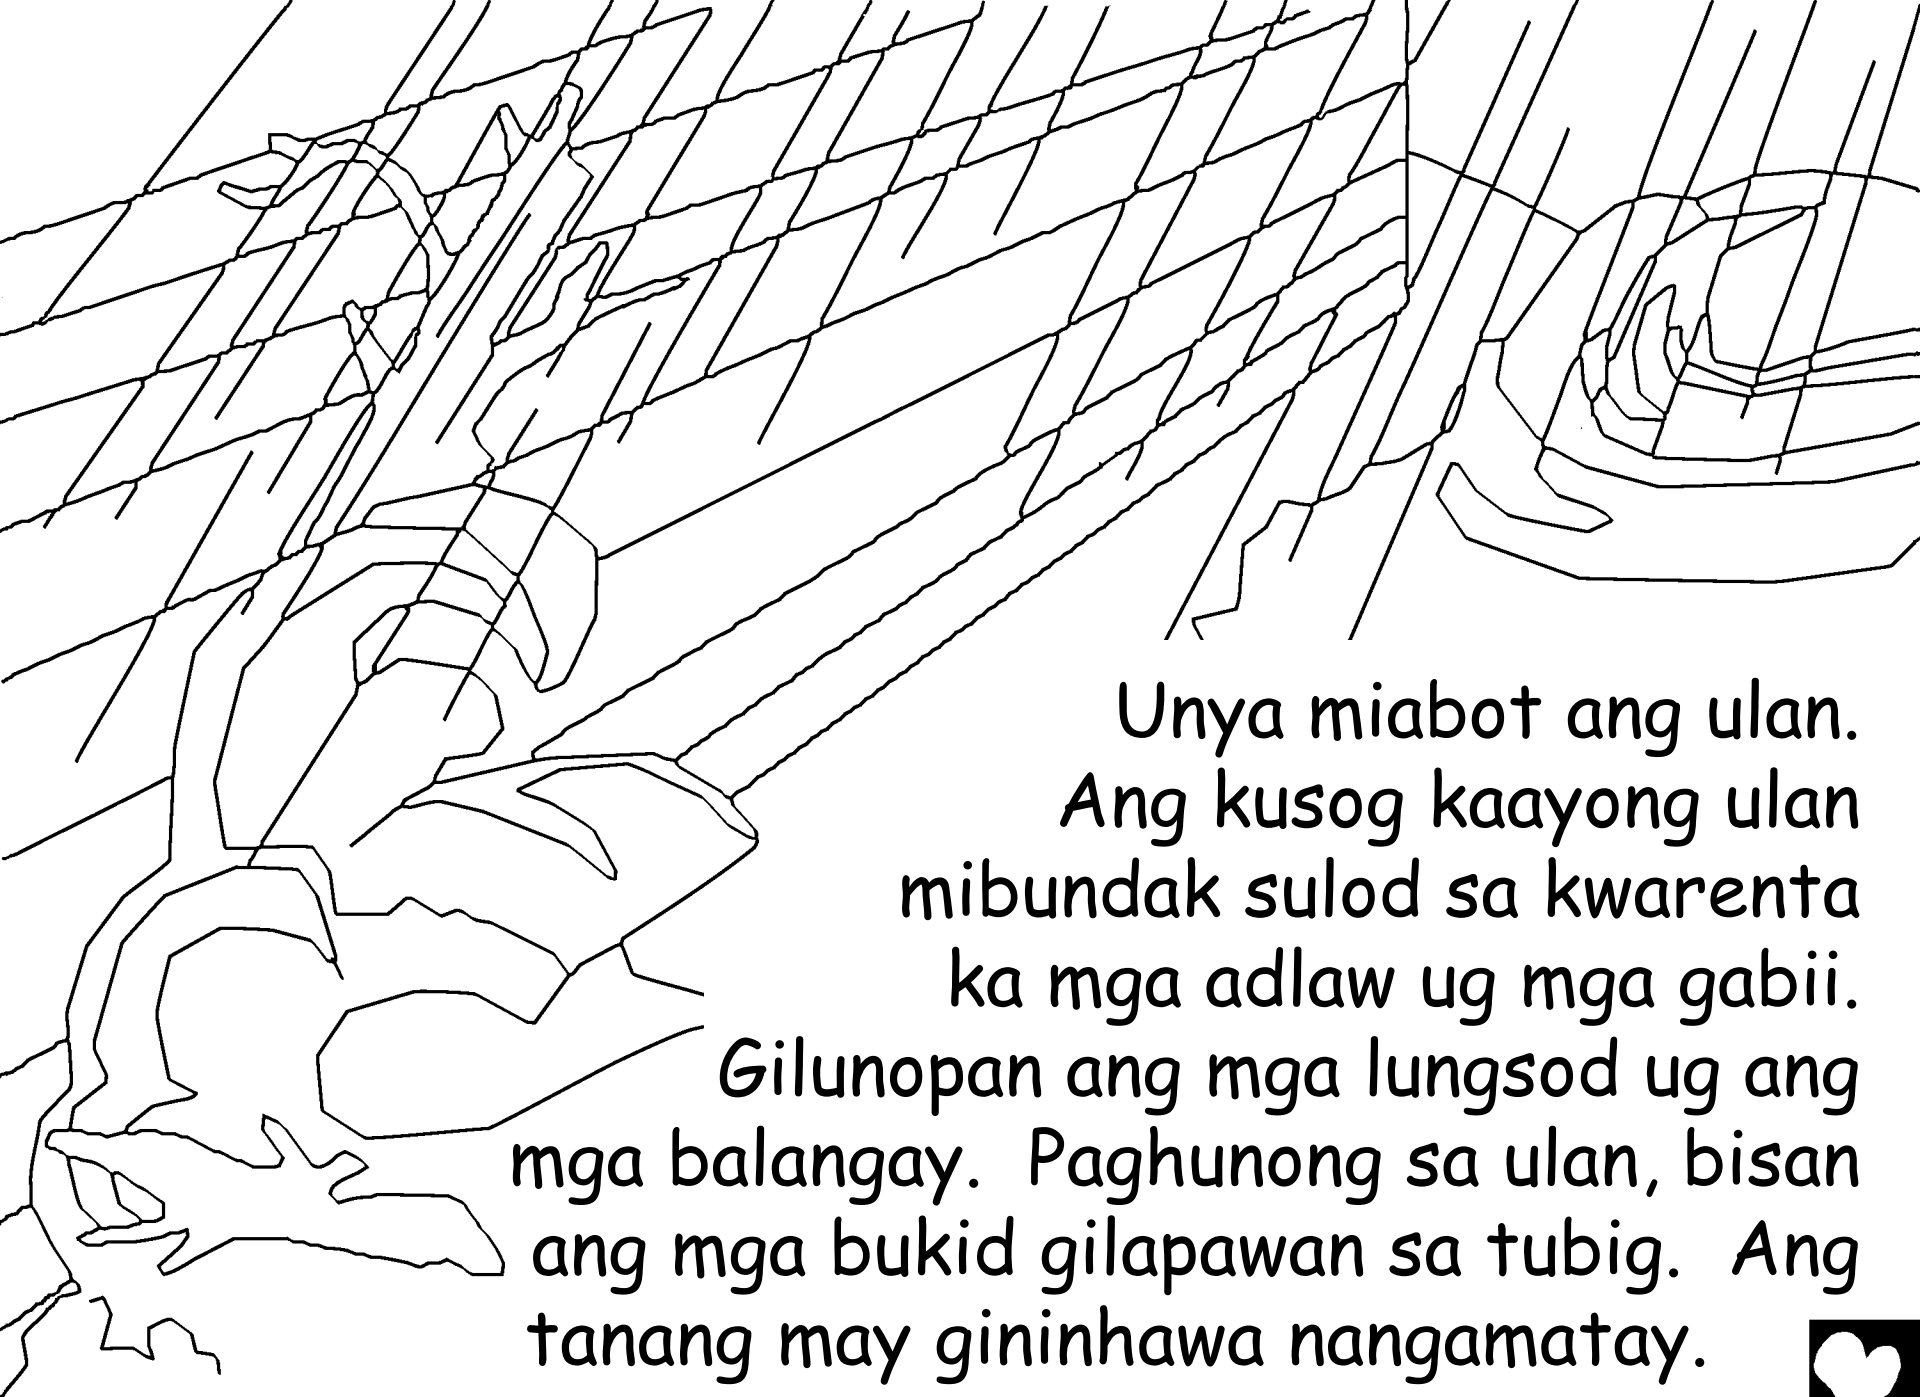 Unya miabot ang ulan.
Ang kusog kaayong ulan
mibundak sulod sa kwarenta
ka mga adlaw ug mga gabii.
Gilunopan ang mga lungsod ug ang
mga balangay.  Paghunong sa ulan, bisan
ang mga bukid gilapawan sa tubig.  Ang
tanang may gininhawa nangamatay.